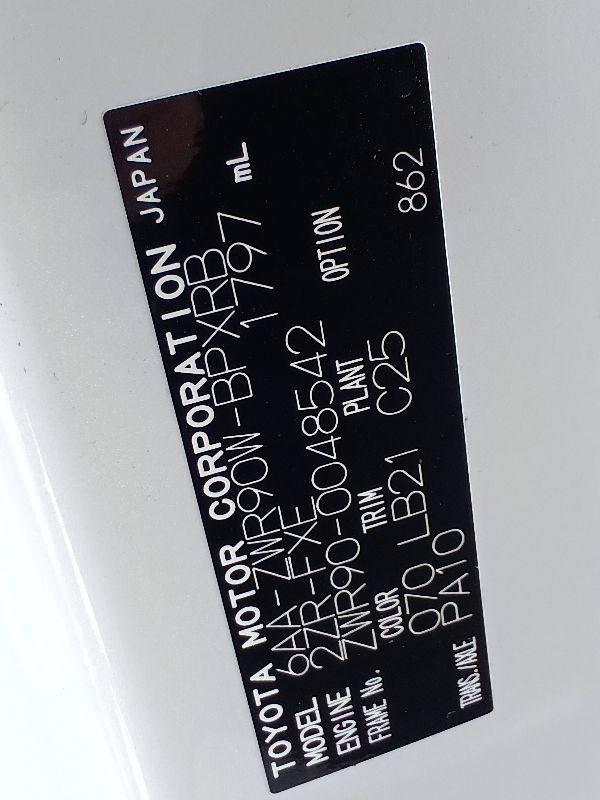 TOYOTA MOTOR CORPORATION JAPAN
MODEL 6AA-ZWR90W-BPXRB
ENGINE 2ZR-FXE 1797 mL
FRAME No. ZWR90-0048542
COLOR TRIM PLANT OPTION
070 LB21 C25 862
TRANS./AXLE PA10